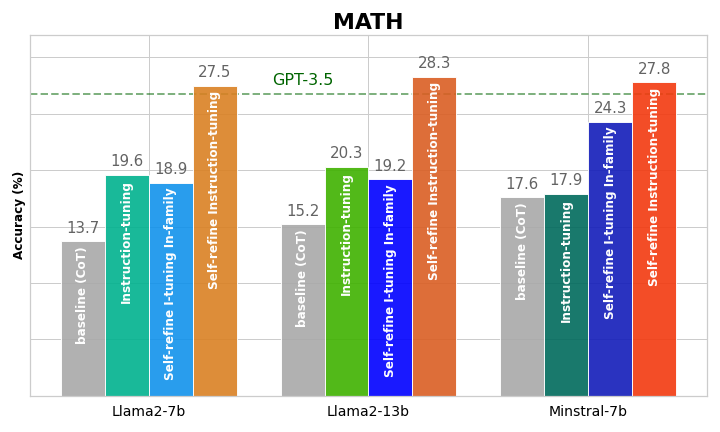 MATH
GPT-3.5
Accuracy (%)
13.7
19.6
18.9
27.5
15.2
20.3
19.2
28.3
17.6
17.9
24.3
27.8
baseline (CoT)
Instruction-tuning
Self-refine I-tuning In-family
Self-refine Instruction-tuning
baseline (CoT)
Instruction-tuning
Self-refine I-tuning In-family
Self-refine Instruction-tuning
baseline (CoT)
Instruction-tuning
Self-refine I-tuning In-family
Self-refine Instruction-tuning
Llama2-7b
Llama2-13b
Minstral-7b